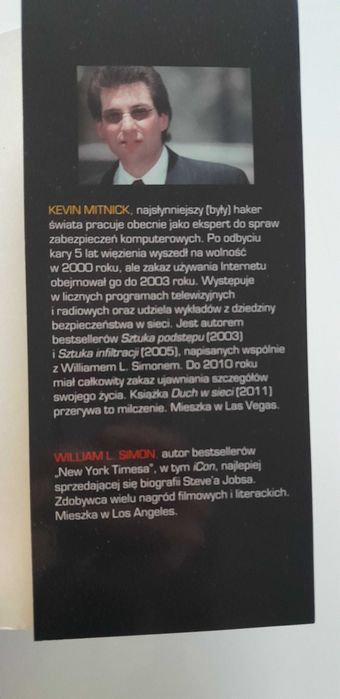 KEVIN MITNICK, najsłynniejszy (były) haker
świata pracuje obecnie jako ekspert do spraw
zabezpieczeń komputerowych. Po odbyciu
kary 5 lat więzienia wyszedł na wolność
w 2000 roku, ale zakaz używania Internetu
obejmował go do 2003 roku. Występuje
w licznych programach telewizyjnych
i radiowych oraz udziela wykładów z dziedziny
bezpieczeństwa w sieci. Jest autorem
bestsellerów Sztuka podstępu (2003)
i Sztuka infiltracji (2005), napisanych wspólnie
z Williamem L. Simonem. Do 2010 roku
miał całkowity zakaz ujawniania szczegółów
swojego życia. Książka Duch w sieci (2011)
przerywa to milczenie. Mieszka w Las Vegas.
WILLIAM L. SIMON, autor bestsellerów
„New York Timesa”, w tym iCon, najlepiej
sprzedającej się biografii Steve'a Jobsa.
Zdobywca wielu nagród filmowych i literackich.
Mieszka w Los Angeles.